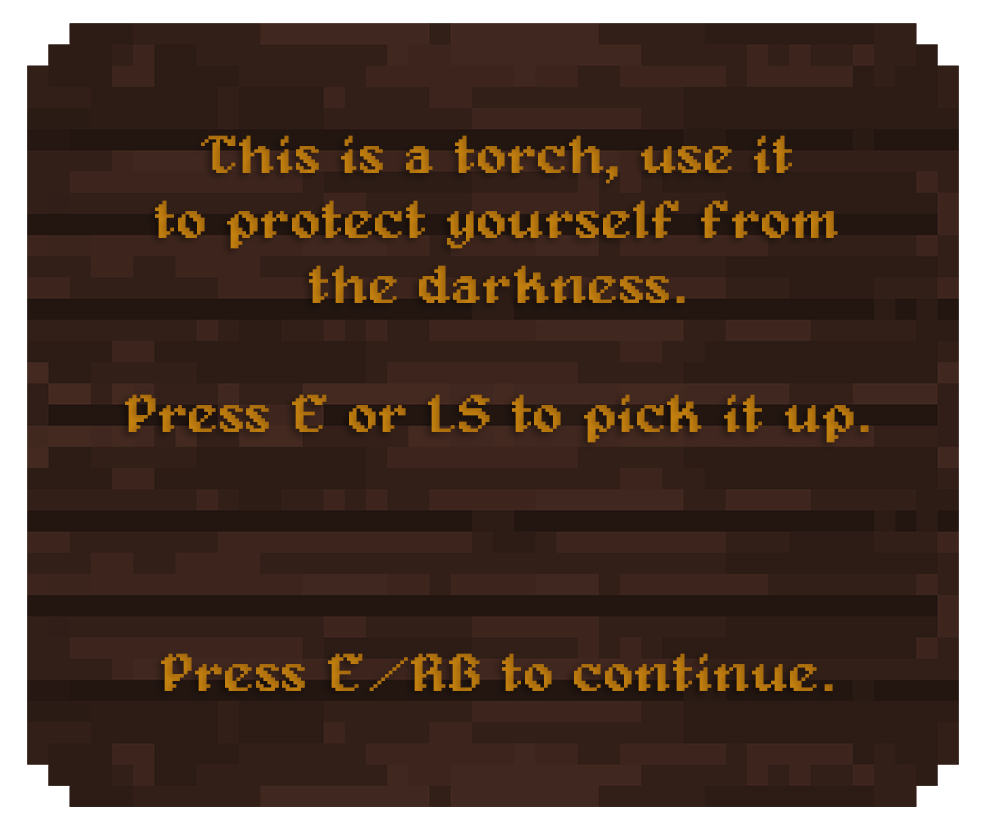 This is a torch, use it
to protect yourself from
the darkness.
Press E or LS to pick it up.
Press E/RB to continue.